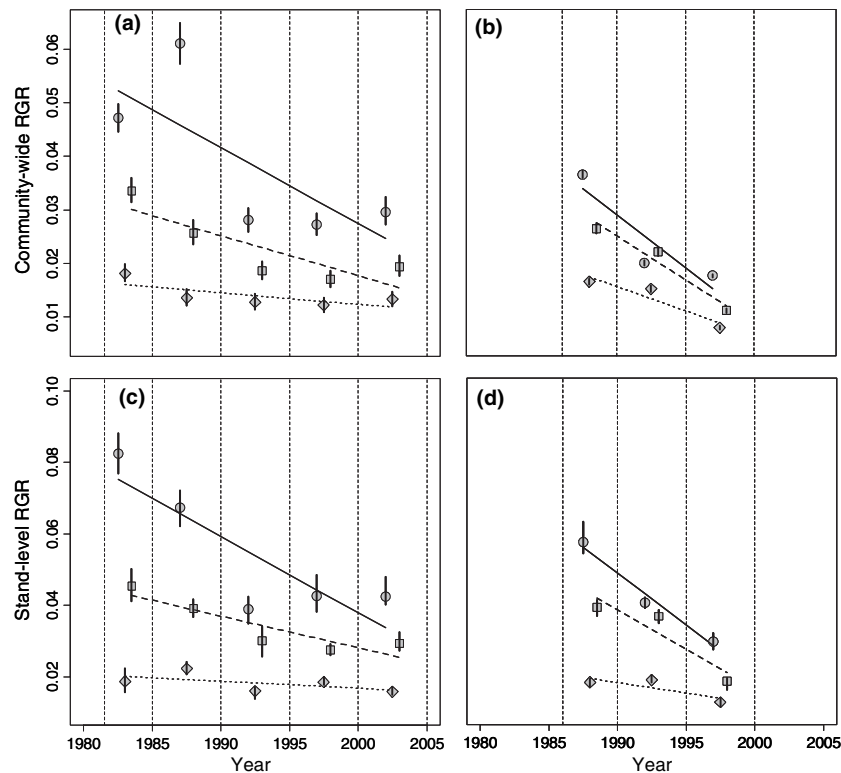 (a)
(b)
Community-wide RGR
0.06
0.05
0.04
0.03
0.02
0.01
(c)
(d)
Stand-level RGR
0.10
0.08
0.06
0.04
0.02
1980 1985 1990 1995 2000 2005
1980 1985 1990 1995 2000 2005
Year
Year